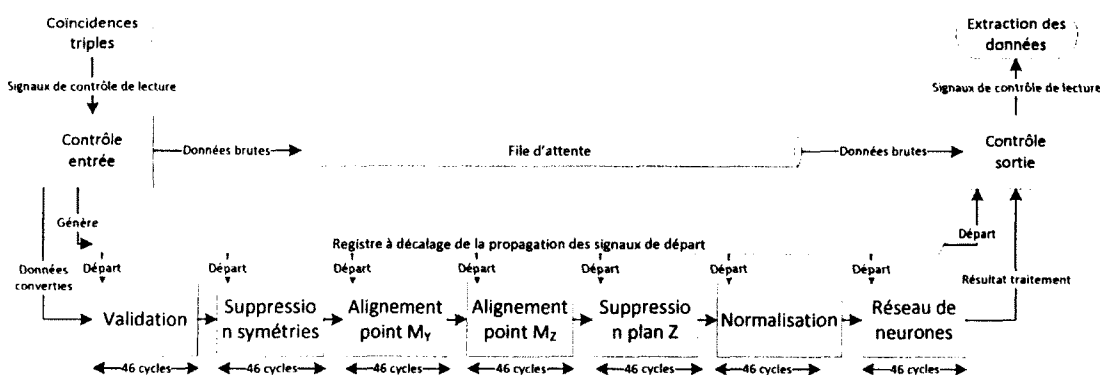 Coïncidences
triples
Extraction des
données
Signaux de contrôle de lecture
Signaux de contrôle de lecture
Contrôle
entrée
Données brutes
File d'attente
Données brutes
Contrôle
sortie
Génère
Registre à décalage de la propagation des signaux de départ
Départ
Données
converties
Départ
Départ
Départ
Départ
Départ
Départ
Départ
Résultat traitement
Validation
Suppressio
n symétries
Alignement
point MY
Alignement
point MZ
Suppressio
n plan Z
Normalisation
Réseau de
neurones
46 cycles
46 cycles
46 cycles
46 cycles
46 cycles
46 cycles
46 cycles